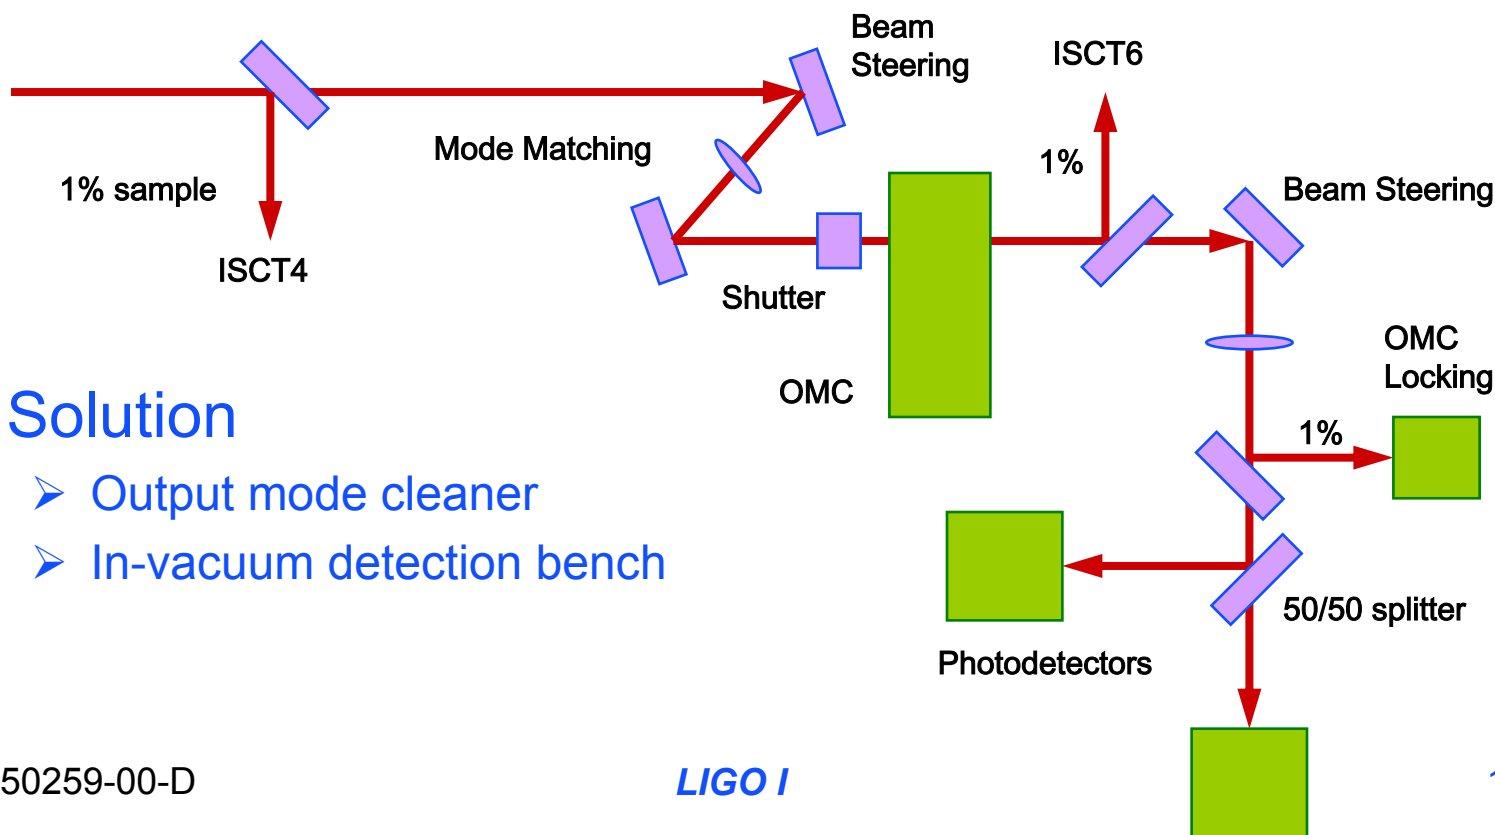 Beam
Steering
ISCT6
Mode Matching
1%
1% sample
Beam Steering
ISCT4
Shutter
OMC
Locking
OMC
Solution
1%
➢ Output mode cleaner
➢ In-vacuum detection bench
50/50 splitter
Photodetectors
50259-00-D
LIGO I